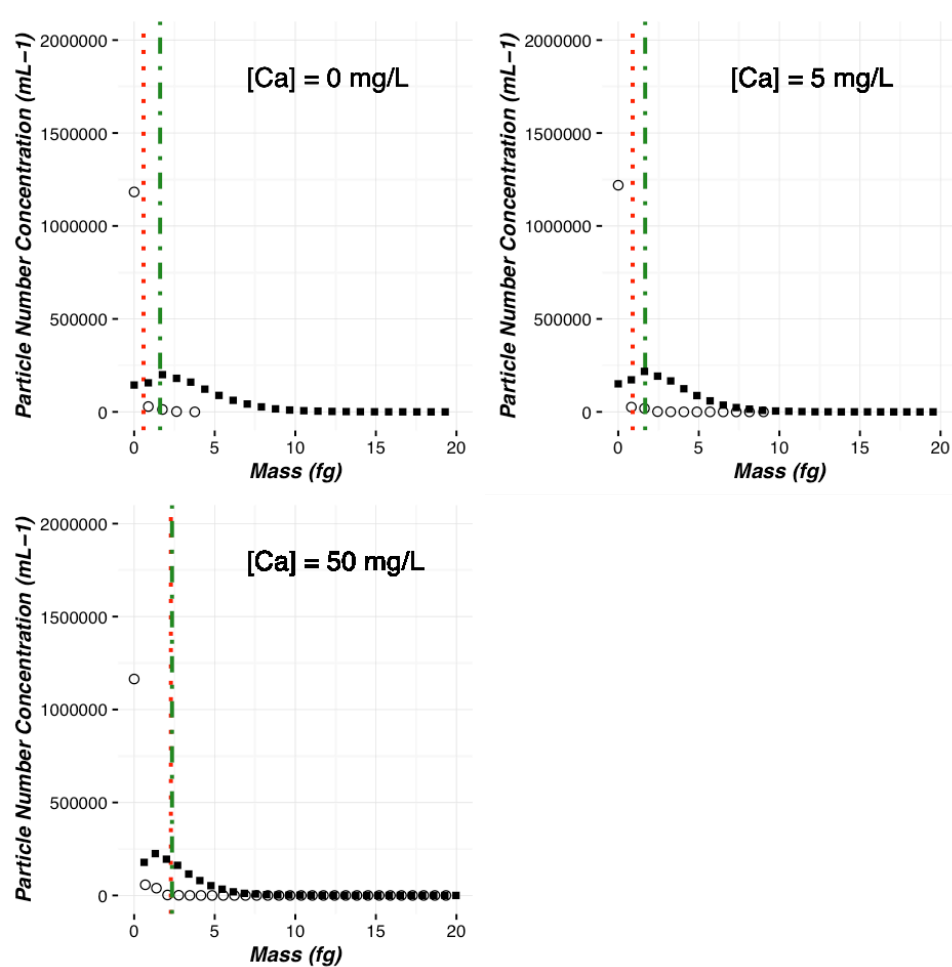 Particle Number Concentration (mL−1)
2000000
1500000
1000000
500000
0
[Ca] = 0 mg/L
0 5 10 15 20
Mass (fg)
Particle Number Concentration (mL−1)
2000000
1500000
1000000
500000
0
[Ca] = 5 mg/L
0 5 10 15 20
Mass (fg)
Particle Number Concentration (mL−1)
2000000
1500000
1000000
500000
0
[Ca] = 50 mg/L
0 5 10 15 20
Mass (fg)